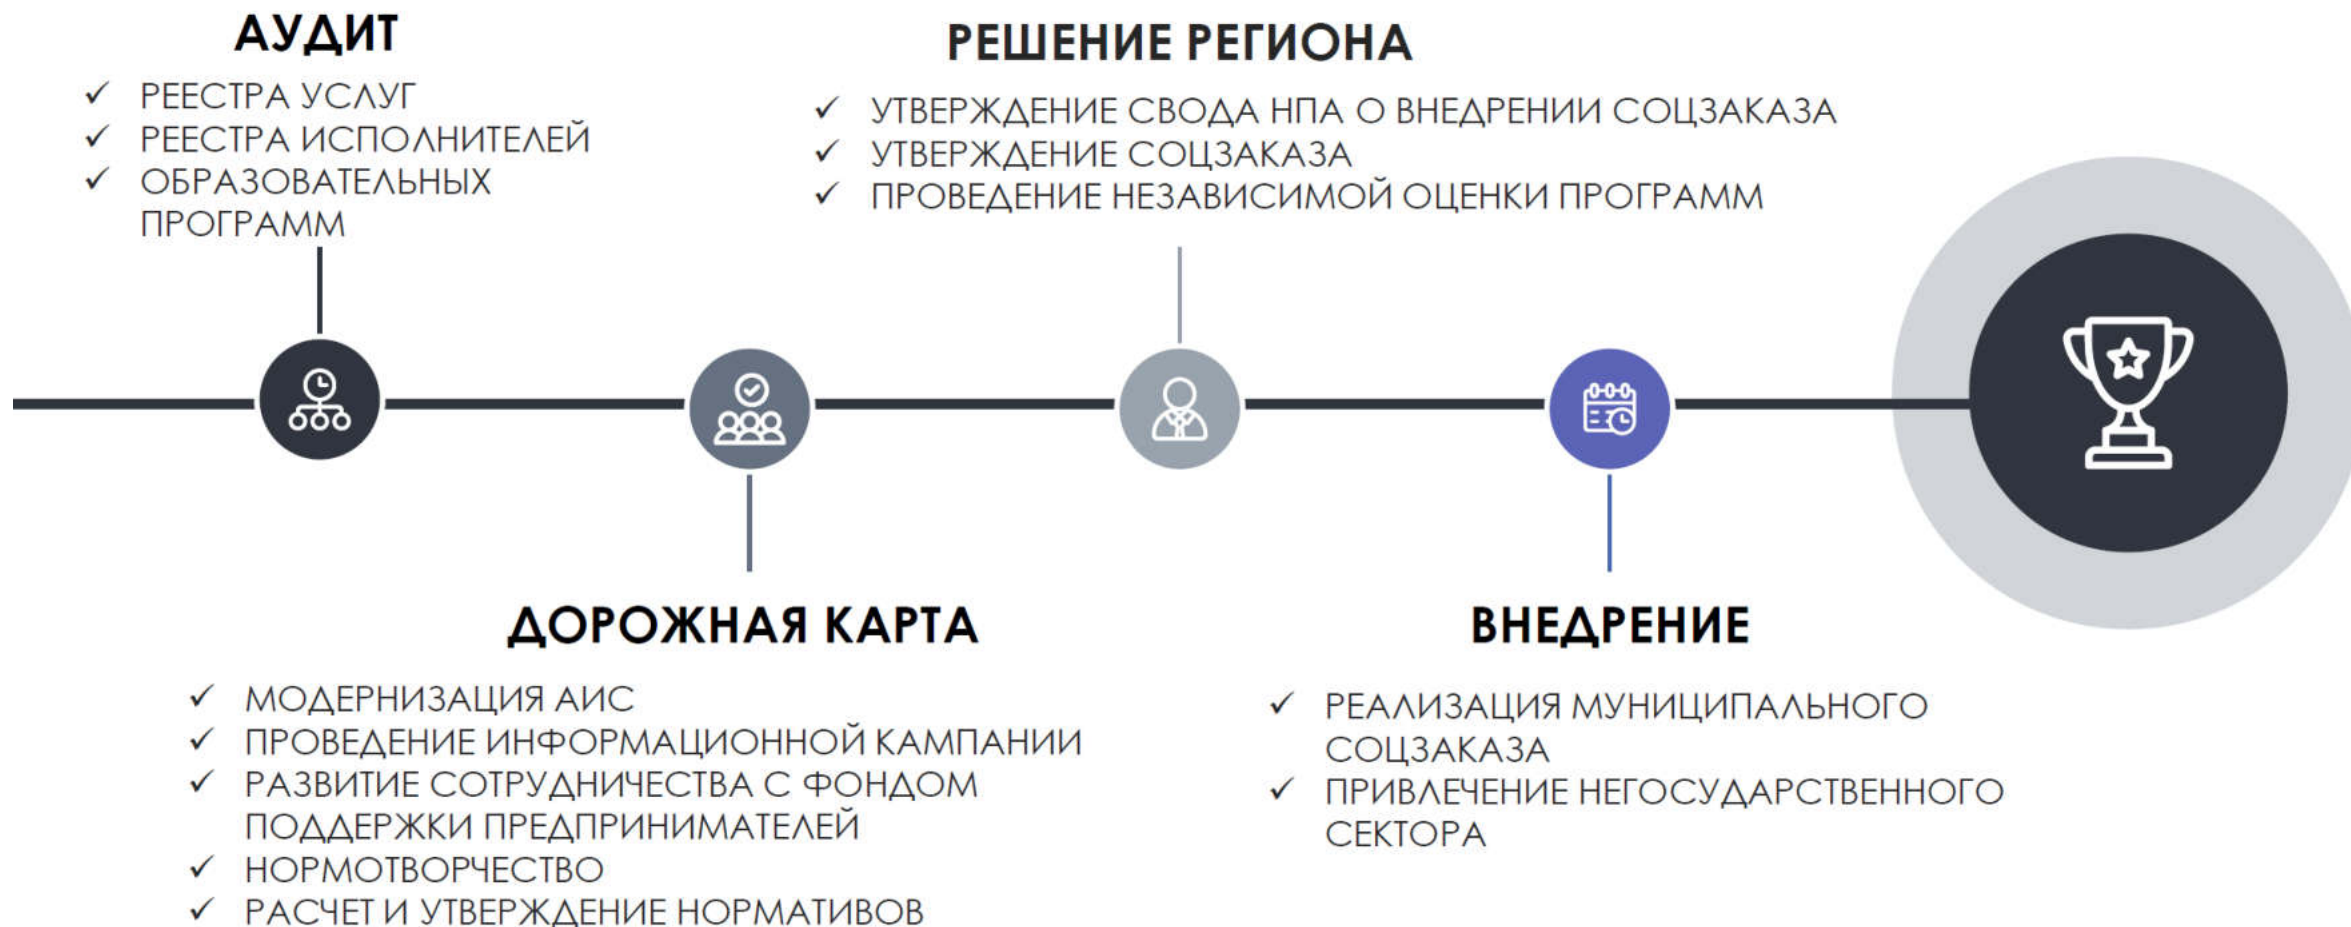 АУДИТ
✓ РЕЕСТРА УСЛУГ
✓ РЕЕСТРА ИСПОЛНИТЕЛЕЙ
✓ ОБРАЗОВАТЕЛЬНЫХ
ПРОГРАММ
РЕШЕНИЕ РЕГИОНА
✓ УТВЕРЖДЕНИЕ СВОДА НПА О ВНЕДРЕНИИ СОЦЗАКАЗА
✓ УТВЕРЖДЕНИЕ СОЦЗАКАЗА
✓ ПРОВЕДЕНИЕ НЕЗАВИСИМОЙ ОЦЕНКИ ПРОГРАММ
ДОРОЖНАЯ КАРТА
✓ МОДЕРНИЗАЦИЯ АИС
✓ ПРОВЕДЕНИЕ ИНФОРМАЦИОННОЙ КАМПАНИИ
✓ РАЗВИТИЕ СОТРУДНИЧЕСТВА С ФОНДОМ
ПОДДЕРЖКИ ПРЕДПРИНИМАТЕЛЕЙ
✓ НОРМОТВОРЧЕСТВО
✓ РАСЧЕТ И УТВЕРЖДЕНИЕ НОРМАТИВОВ
ВНЕДРЕНИЕ
✓ РЕАЛИЗАЦИЯ МУНИЦИПАЛЬНОГО
СОЦЗАКАЗА
✓ ПРИВЛЕЧЕНИЕ НЕГОСУДАРСТВЕННОГО
СЕКТОРА